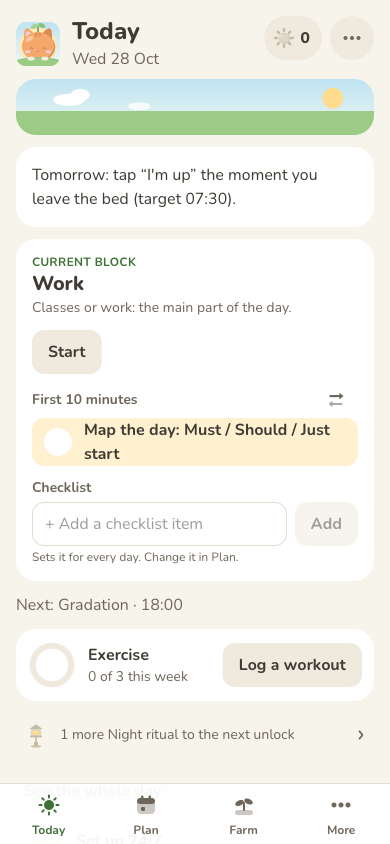 Today
Wed 28 Oct
0
Tomorrow: tap “I'm up” the moment you
leave the bed (target 07:30).
CURRENT BLOCK
Work
Classes or work: the main part of the day.
Start
First 10 minutes
Map the day: Must / Should / Just
start
Checklist
+ Add a checklist item
Add
Sets it for every day. Change it in Plan.
Next: Gradation · 18:00
Exercise
0 of 3 this week
Log a workout
1 more Night ritual to the next unlock
See the whole day
Set up 24/7
Today
Plan
Farm
More